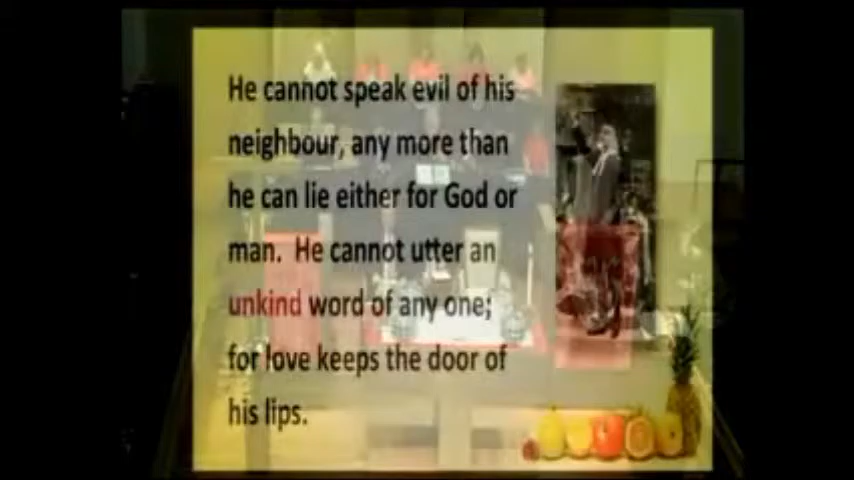 He cannot speak evil of his
neighbour, any more than
he can lie either for God or
man. He cannot utter an
unkind word of any one;
for love keeps the door of
his lips.